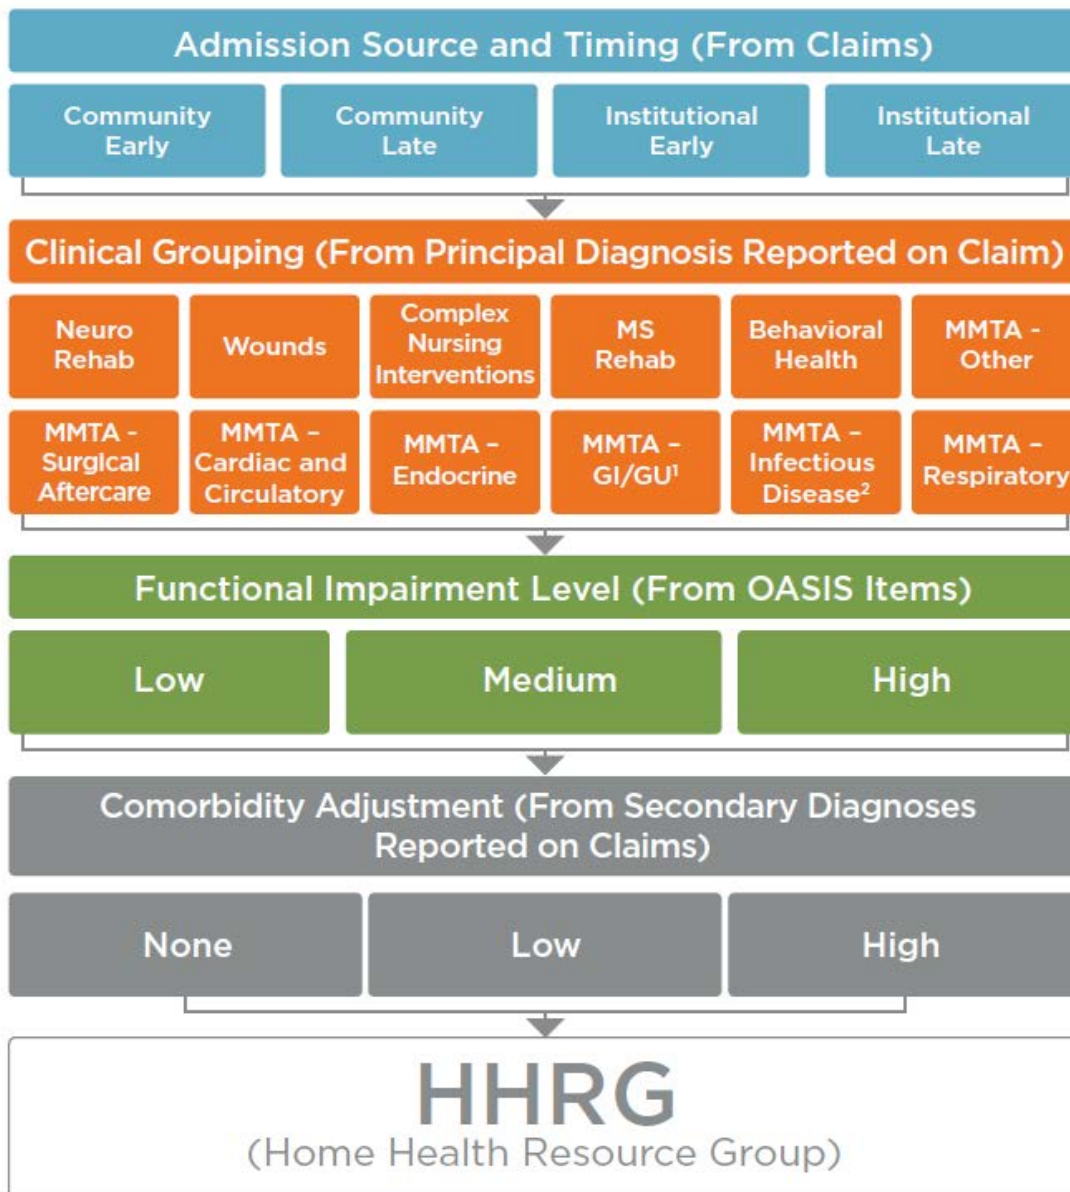 Admission Source and Timing (From Claims)
Community
Early
Community
Late
Institutional
Early
Institutional
Late
Clinical Grouping (From Principal Diagnosis Reported on Claim)
Neuro
Rehab
Wounds
Complex
Nursing
Interventions
MS
Rehab
Behavioral
Health
MMTA -
Other
MMTA -
Surgical
Aftercare
MMTA –
Cardiac and
Circulatory
MMTA –
Endocrine
MMTA –
GI/GU¹
MMTA –
Infectious
Disease²
MMTA –
Respiratory
Functional Impairment Level (From OASIS Items)
Low
Medium
High
Comorbidity Adjustment (From Secondary Diagnoses
Reported on Claims)
None
Low
High
HHRG
(Home Health Resource Group)